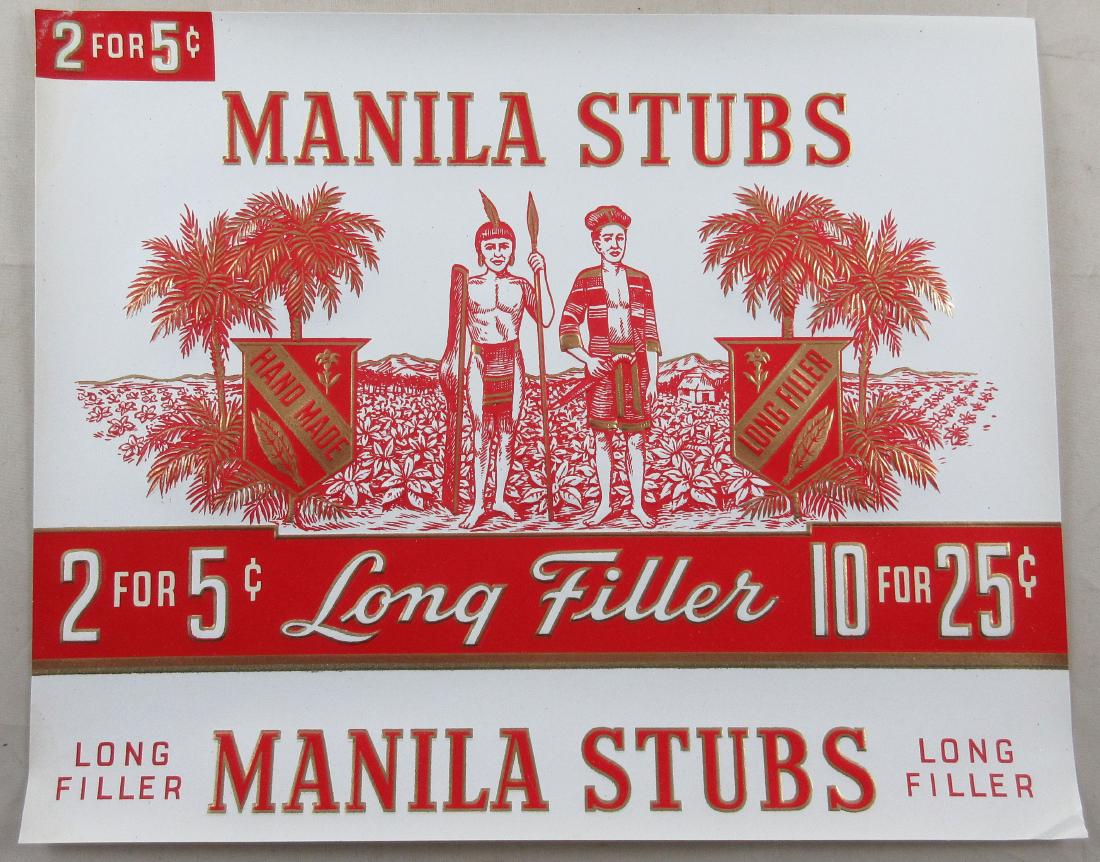 2 FOR 5¢
MANILA STUBS
HAND MADE
LONG FILLER
2 FOR 5¢ Long Filler 10 FOR 25¢
LONG FILLER
MANILA STUBS
LONG FILLER